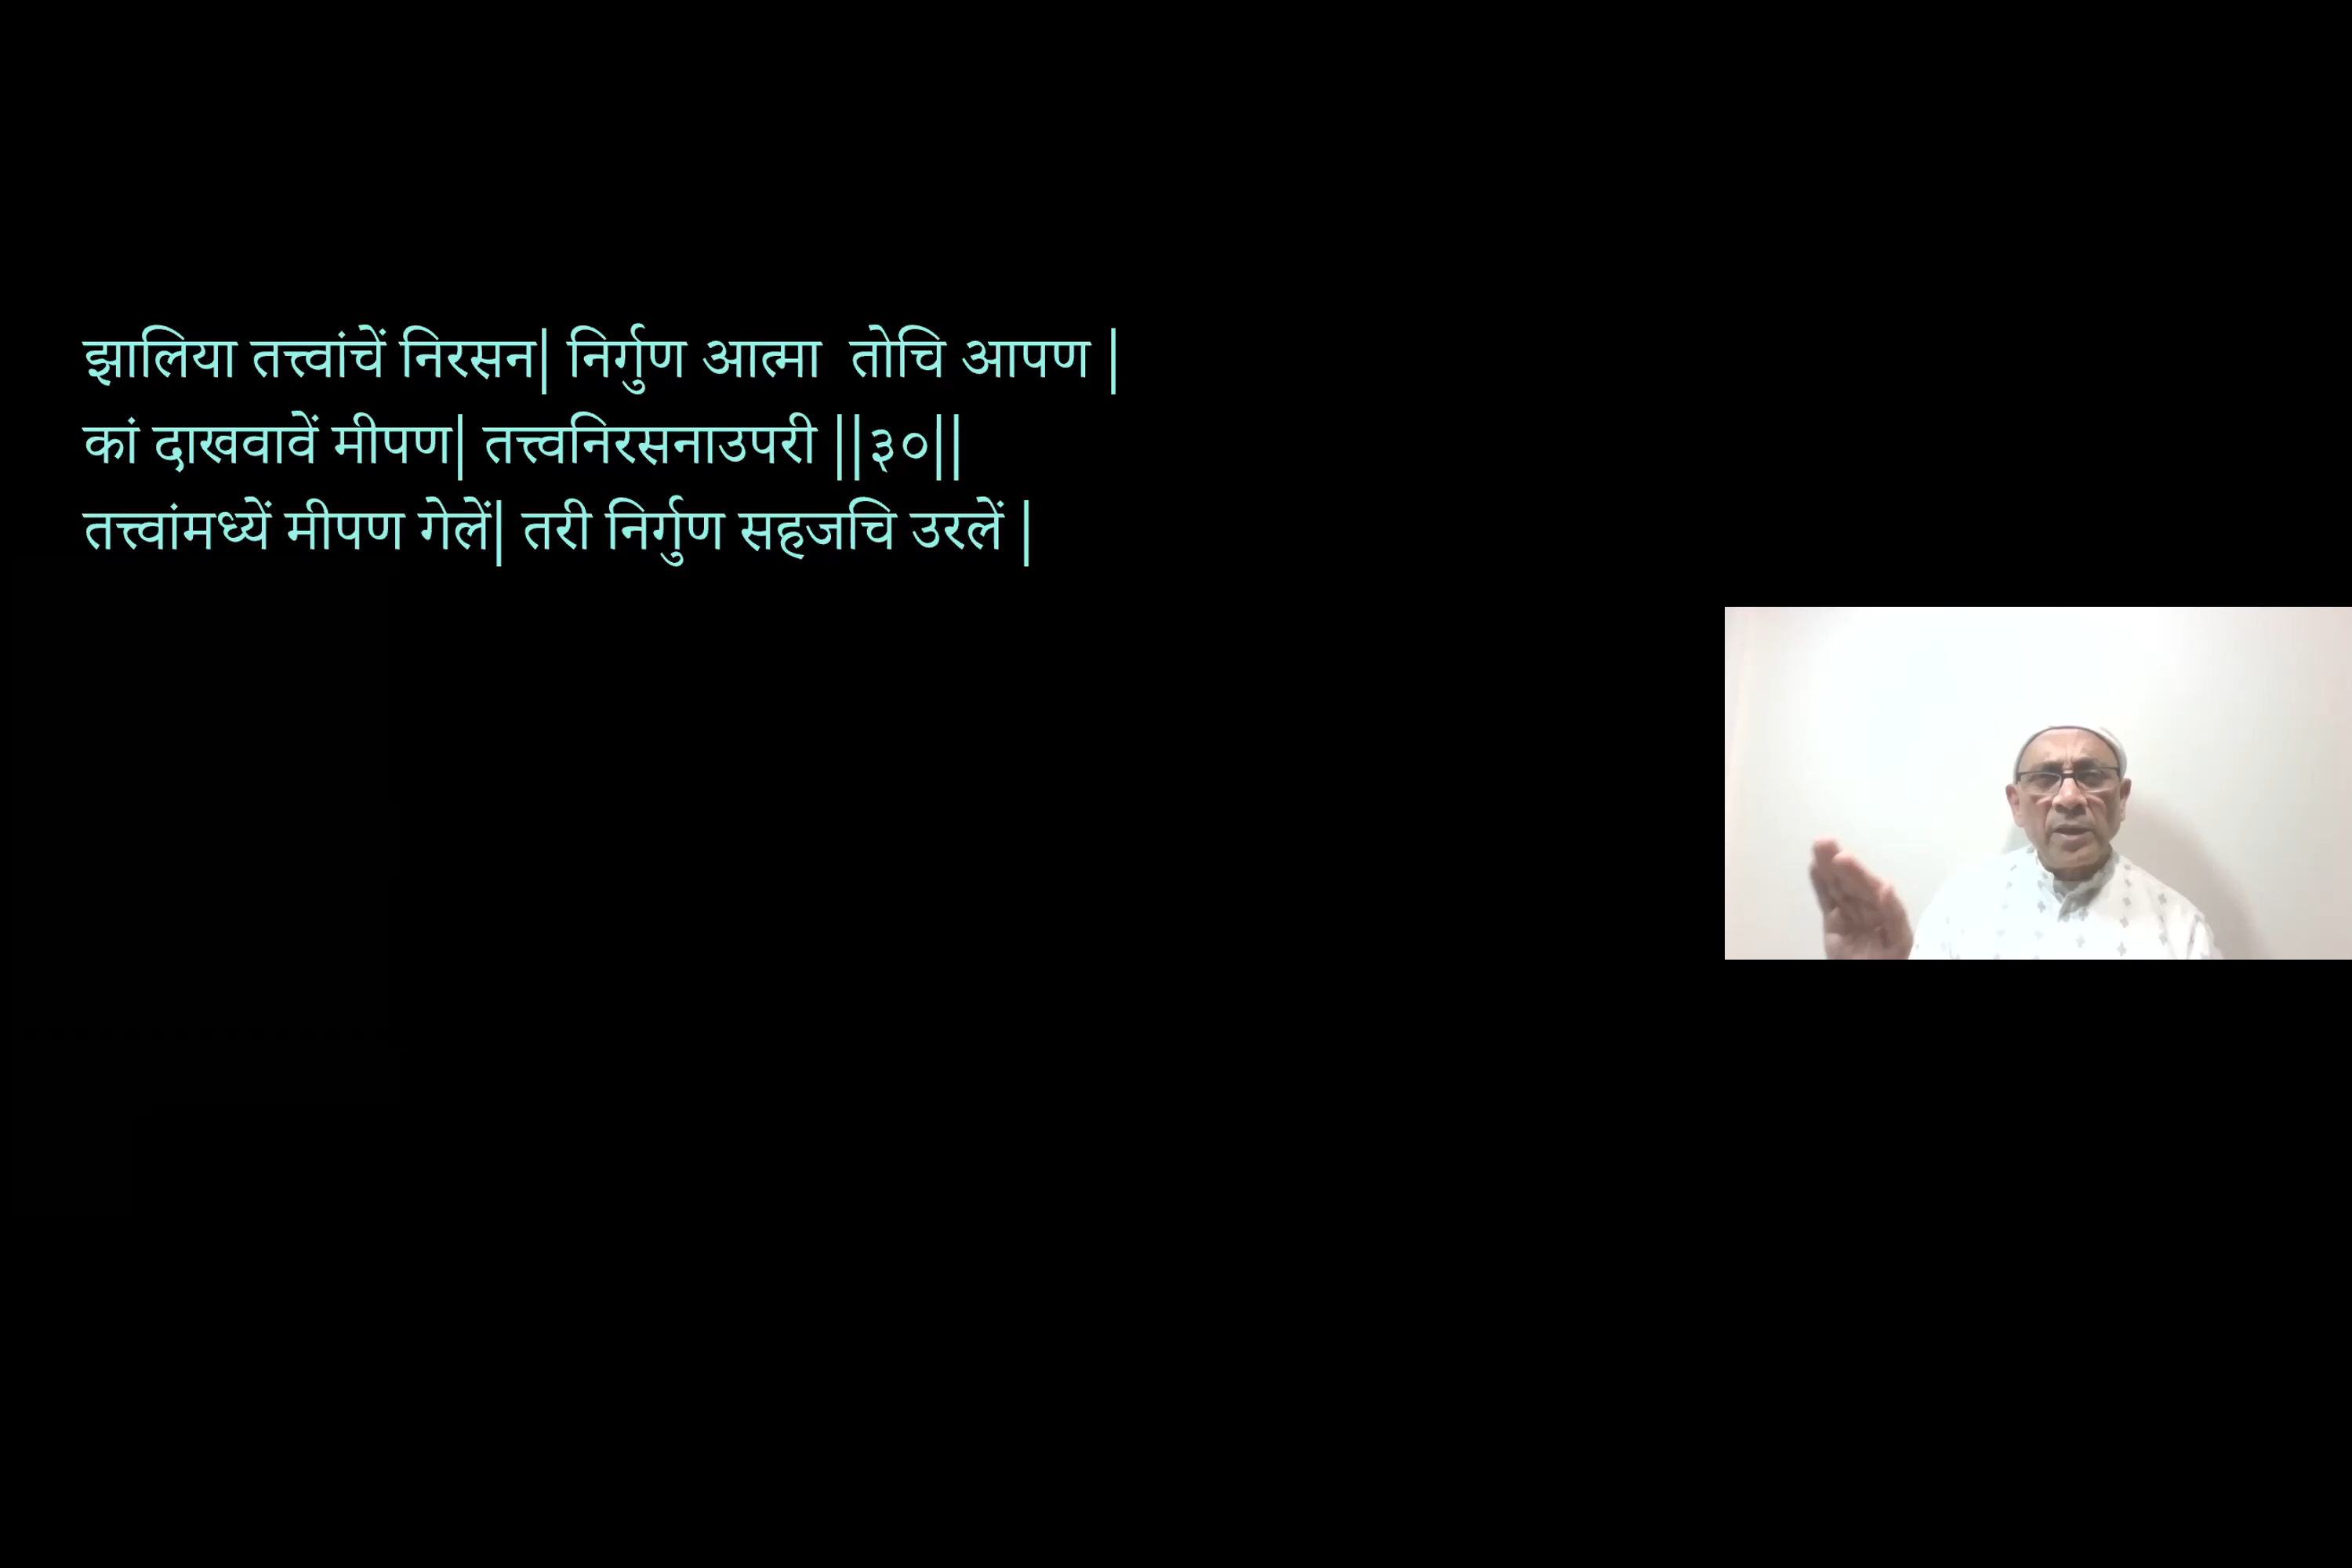 झालिया तत्त्वांचें निरसन| निर्गुण आत्मा  तोचि आपण |
कां दाखवावें मीपण| तत्त्वनिरसनाउपरी ||३०||
तत्त्वांमध्यें मीपण गेलें| तरी निर्गुण सहजचि उरलें |